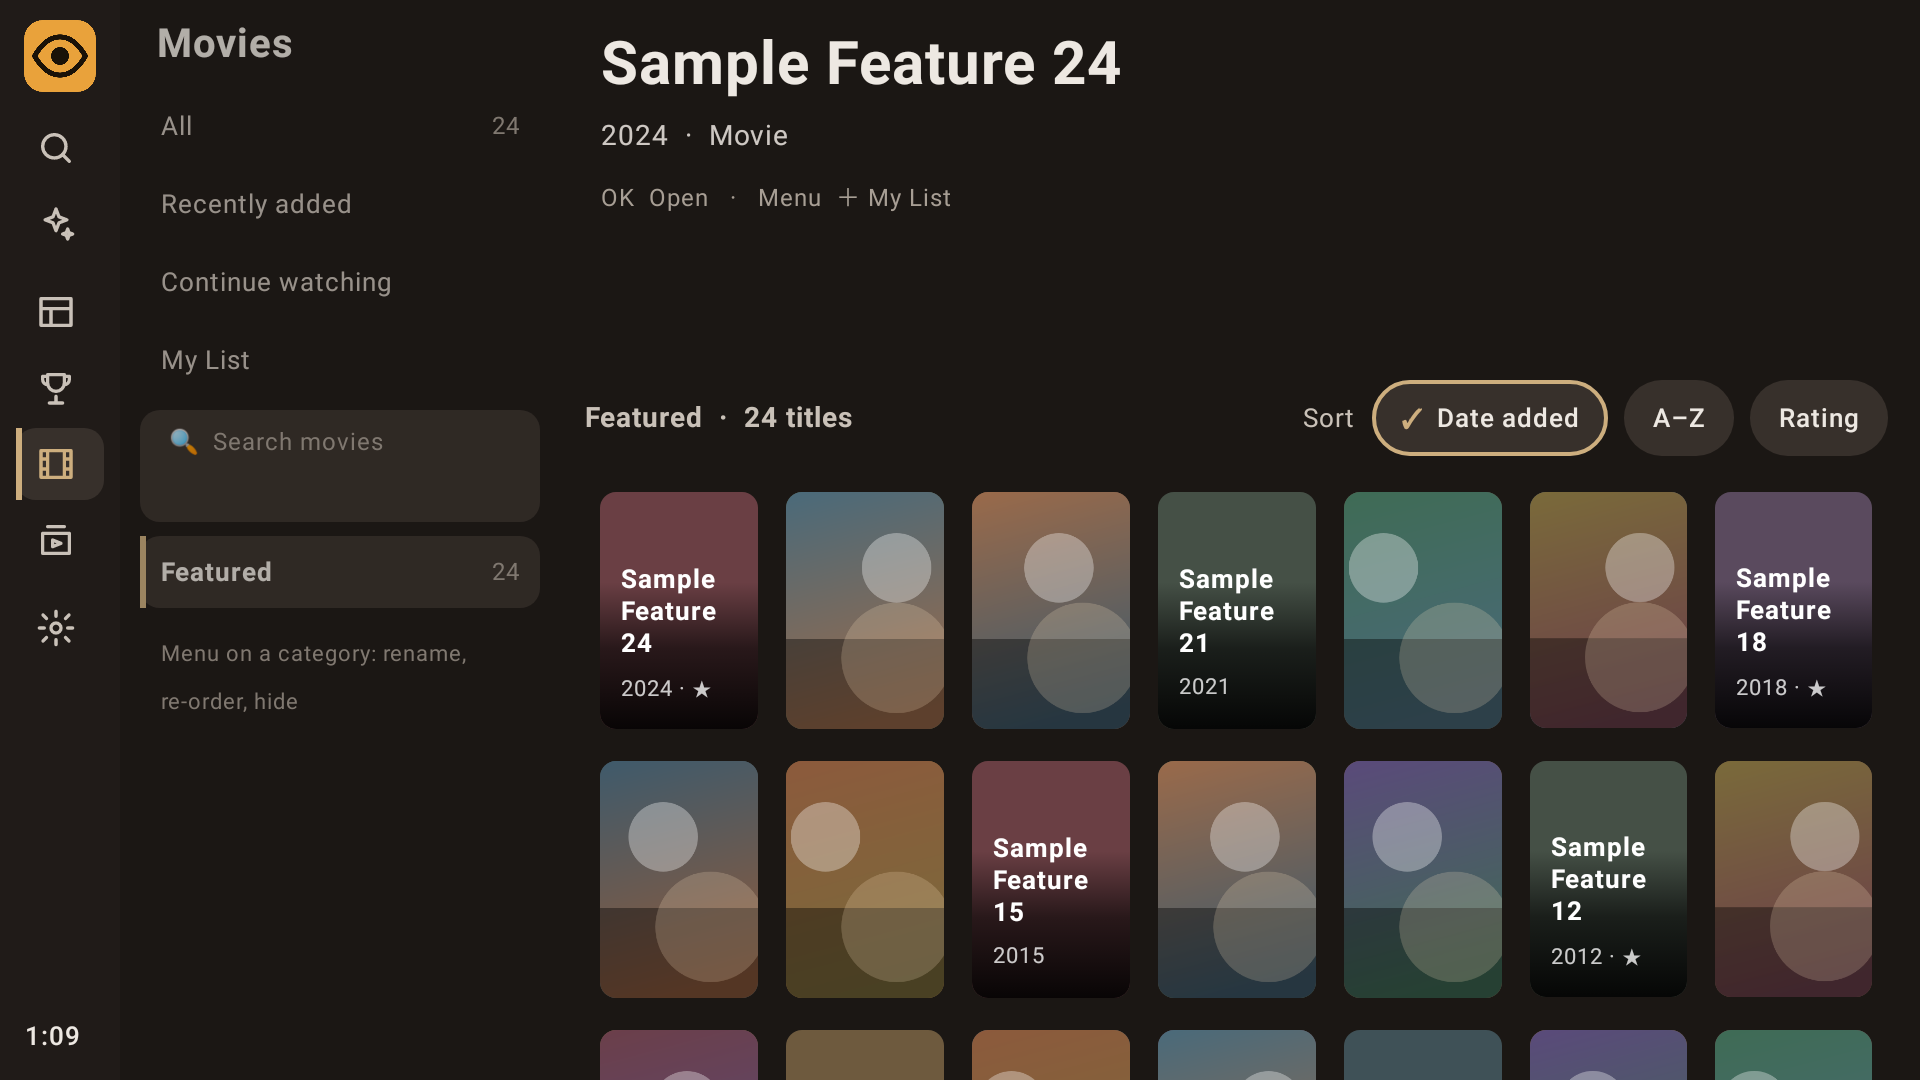 Movies
All 24
Recently added
Continue watching
My List
🔍 Search movies
Featured 24
Menu on a category: rename,
re-order, hide
1:09
Sample Feature 24
2024 · Movie
OK Open · Menu + My List
Featured · 24 titles
Sort ✓ Date added A–Z Rating
Sample
Feature
24
2024 · ★
Sample
Feature
21
2021
Sample
Feature
18
2018 · ★
Sample
Feature
15
2015
Sample
Feature
12
2012 · ★